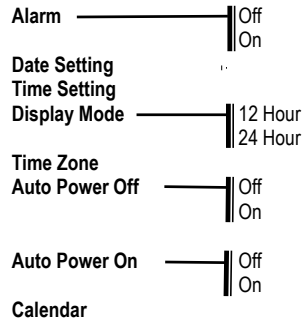 Alarm Off
On
Date Setting
Time Setting
Display Mode 12 Hour
24 Hour
Time Zone
Auto Power Off Off
On
Auto Power On Off
On
Calendar